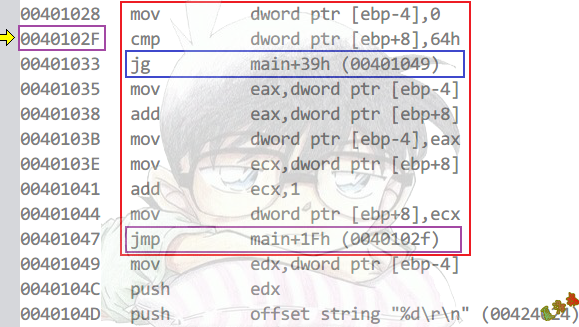 00401028 mov dword ptr [ebp-4],0
0040102F cmp dword ptr [ebp+8],64h
00401033 jg main+39h (00401049)
00401035 mov eax,dword ptr [ebp-4]
00401038 add eax,dword ptr [ebp+8]
0040103B mov dword ptr [ebp-4],eax
0040103E mov ecx,dword ptr [ebp+8]
00401041 add ecx,1
00401044 mov dword ptr [ebp+8],ecx
00401047 jmp main+1Fh (0040102f)
00401049 mov edx,dword ptr [ebp-4]
0040104C push edx
0040104D push offset string "%d\r\n" (00424024)